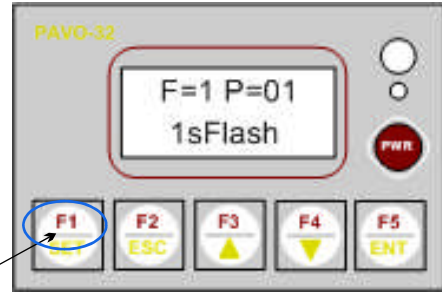 PAVO-32
F=1 P=01
1sFlash
PWR
F1 F2 F3 F4 F5
SET ESC ENT